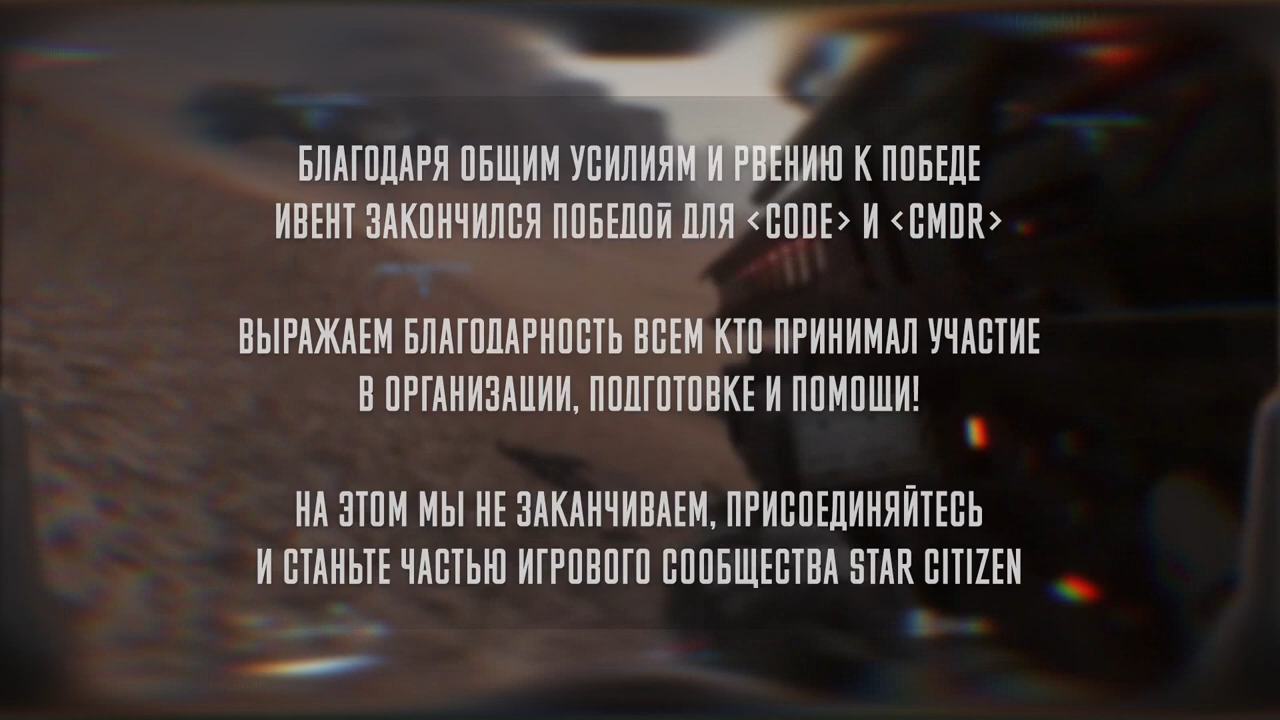 БЛАГОДАРЯ ОБЩИМ УСИЛИЯМ И РВЕНИЮ К ПОБЕДЕ
ИВЕНТ ЗАКОНЧИЛСЯ ПОБЕДОЙ ДЛЯ <CODE> И <CMDR>
ВЫРАЖАЕМ БЛАГОДАРНОСТЬ ВСЕМ КТО ПРИНИМАЛ УЧАСТИЕ
В ОРГАНИЗАЦИИ, ПОДГОТОВКЕ И ПОМОЩИ!
НА ЭТОМ МЫ НЕ ЗАКАНЧИВАЕМ, ПРИСОЕДИНЯЙТЕСЬ
И СТАНЬТЕ ЧАСТЬЮ ИГРОВОГО СООБЩЕСТВА STAR CITIZEN